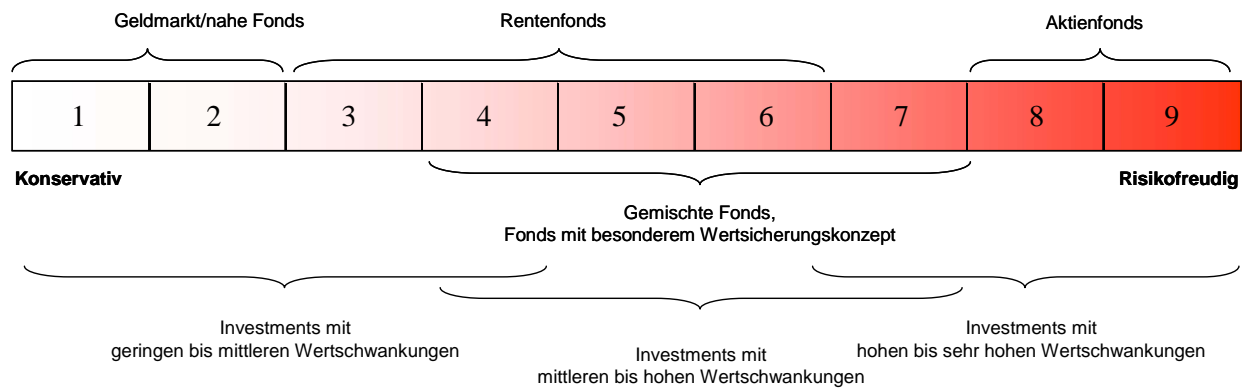 Geldmarkt/nahe Fonds
Rentenfonds
Aktienfonds
1 2 3 4 5 6 7 8 9
Konservativ
Risikofreudig
Gemischte Fonds,
Fonds mit besonderem Wertsicherungskonzept
Investments mit
geringen bis mittleren Wertschwankungen
Investments mit
mittleren bis hohen Wertschwankungen
Investments mit
hohen bis sehr hohen Wertschwankungen